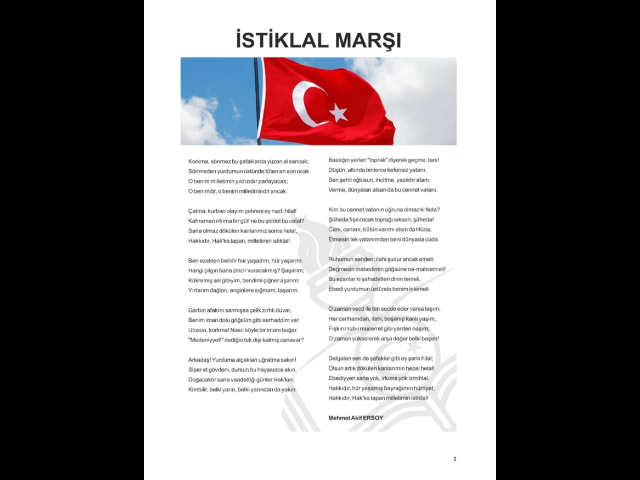 İSTİKLAL MARŞI
Korkma, sönmez bu şafaklarda yüzen al sancak;
Sönmeden yurdumun üstünde tüten en son ocak.
O benim milletimin yıldızıdır parlayacak;
O benimdir, o benim milletimindir ancak.
Çatma, kurban olayım çehreni ey nazlı hilal!
Kahraman ırkıma bir gül! ne bu şiddet bu celal?
Sana olmaz dökülen kanlarımız sonra helal,
Hakkıdır, Hak'ka tapan, milletimin istiklal!
Ben ezelden beridir hür yaşadım, hür yaşarım.
Hangi çılgın bana zincir vuracakmış? Şaşarım;
Kükremiş sel gibiyim, bendimi çiğner aşarım;
Yırtarım dağları, enginlere sığmam, taşarım.
Garbın afakını sarmışsa çelik zırhlı duvar,
Benim iman dolu göğsüm gibi serhaddim var.
Ulusun, korkma! Nasıl böyle bir imanı boğar.
"Medeniyyet!" dediğin tek dişi kalmış canavar?
Arkadaş! Yurduma alçakları uğratma sakın!
Siper et gövdeni, dursun bu hayasızca akın.
Doğacaktır sana vaadettiği günler Hak'kın;
Kimbilir, belki yarın, belki yarından da yakın.
Bastığın yerleri "toprak" diyerek geçme, tanı!
Düşün, altında binlerce kefensiz yatanı.
Sen şehit oğlusun, incitme, yazıktır atanı;
Verme, dünyaları alsan da bu cennet vatanı.
Kim bu cennet vatanın uğruna olmaz ki feda?
Şüheda fışkıracak toprağı sıksan, şüheda!
Canı, cananı, bütün varımı alsın da Hüda,
Etmesin tek vatanımdan beni dünyada cüda.
Ruhumun senden, ilahi şudur ancak emeli;
Değmesin mabedimin göğsüne na-mahrem eli!
Bu ezanlar ki şahadetleri dinin temeli,
Ebedi yurdumun üstünde benim inlemeli
O zaman vecd ile bin secde eder varsa taşım;
Her cerihamdan, ilahi, boşanıp kanlı yaşım,
Fışkırır ruh-i mücerret gibi yerden naşım;
O zaman yükselerek arşa değer belki başım!
Dalgalan sen de şafaklar gibi ey şanlı hilal;
Olsun artık dökülen kanlarımın hepsi helal!
Ebediyyen sana yok, ırkıma yok izmihlal.
Hakkıdır, hür yaşamış bayrağımın hürriyet;
Hakkıdır, Hak'ka tapan milletimin istiklal!
Mehmet Akif ERSOY
1